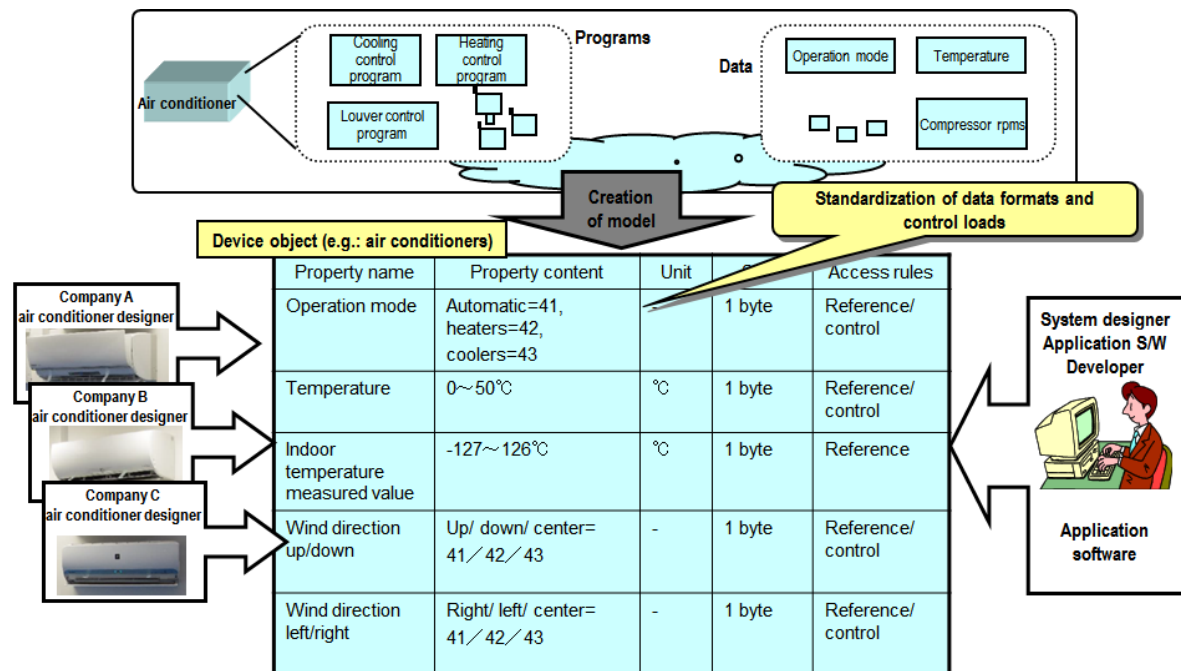 Air conditioner
Cooling
control
program
Heating
control
program
Louver control
program
Programs
Data
Operation mode
Temperature
Compressor rpms
Creation
of model
Standardization of data formats and
control loads
Device object (e.g.: air conditioners)
Property name
Property content
Unit
Access rules
Operation mode
Automatic=41,
heaters=42,
coolers=43
1 byte
Reference/
control
Temperature
0～50℃
℃
1 byte
Reference/
control
Indoor
temperature
measured value
-127～126℃
℃
1 byte
Reference
Wind direction
up/down
Up/ down/ center=
41／42／43
-
1 byte
Reference/
control
Wind direction
left/right
Right/ left/ center=
41／42／43
-
1 byte
Reference/
control
Company A
air conditioner designer
Company B
air conditioner designer
Company C
air conditioner designer
System designer
Application S/W
Developer
Application
software